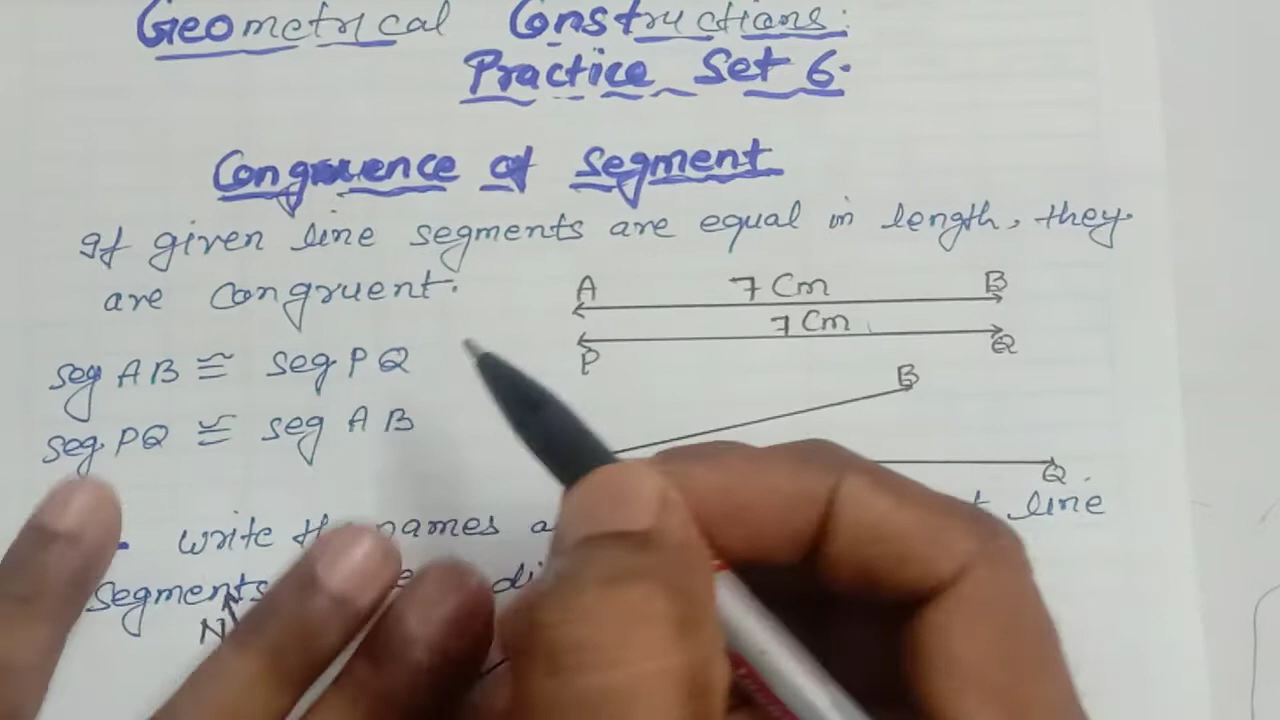 Geometrical Constructions:
Practice Set 6.
Congruence of Segment
If given line segments are equal in length, they
are congruent.
A 7 Cm B
7 Cm
P Q
seg AB ≅ seg PQ
B
seg PQ ≅ seg AB
Q.
write names line
segments
N